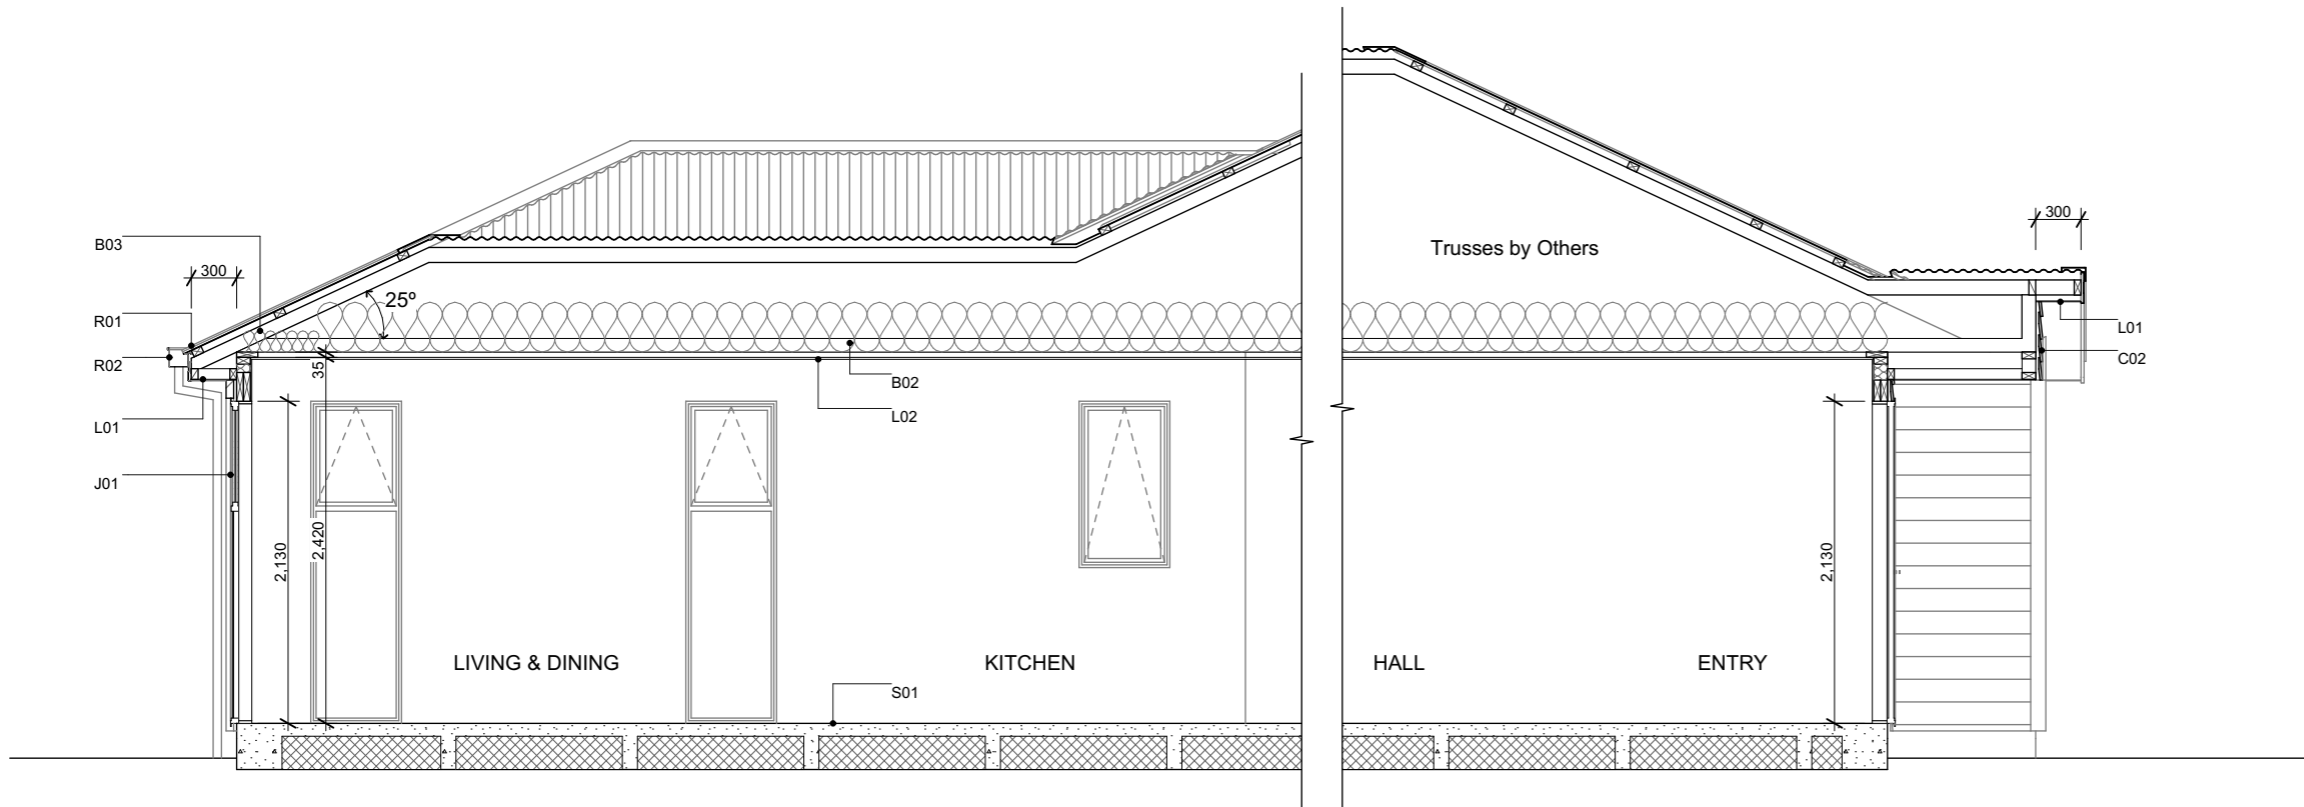 300
Trusses by Others
B03
300
25º
R01
L01
R02
35
B02
C02
L01
L02
J01
2,130
2,420
2,130
LIVING & DINING
KITCHEN
HALL
ENTRY
S01